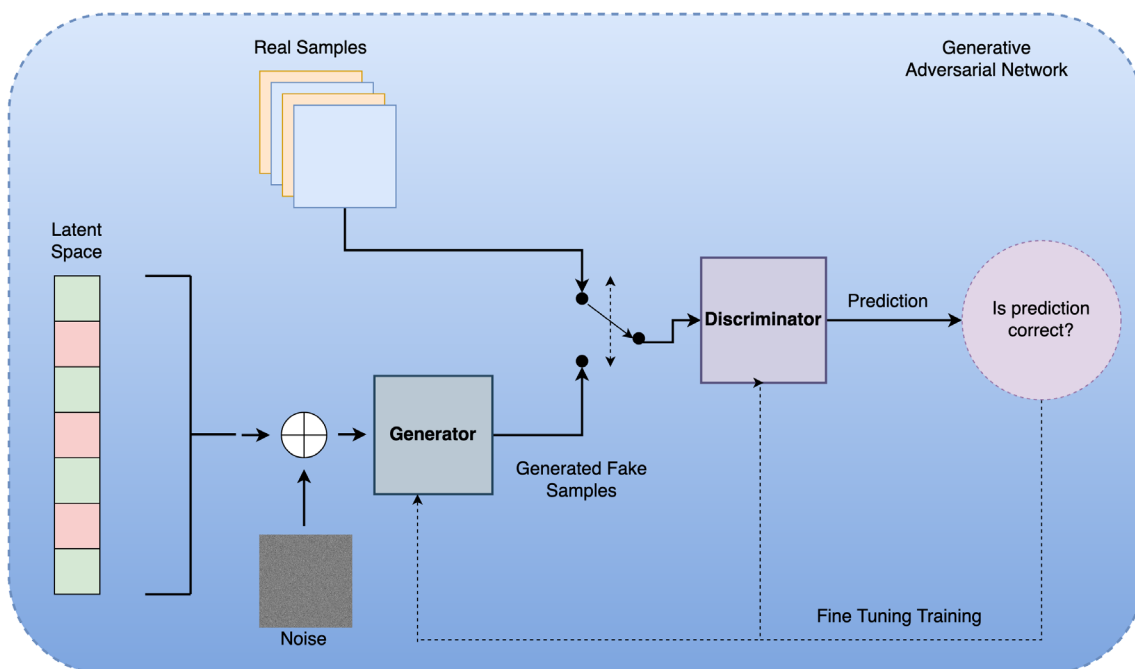 Real Samples
Generative
Adversarial Network
Latent
Space
Discriminator
Prediction
Is prediction
correct?
Generator
Generated Fake
Samples
Fine Tuning Training
Noise